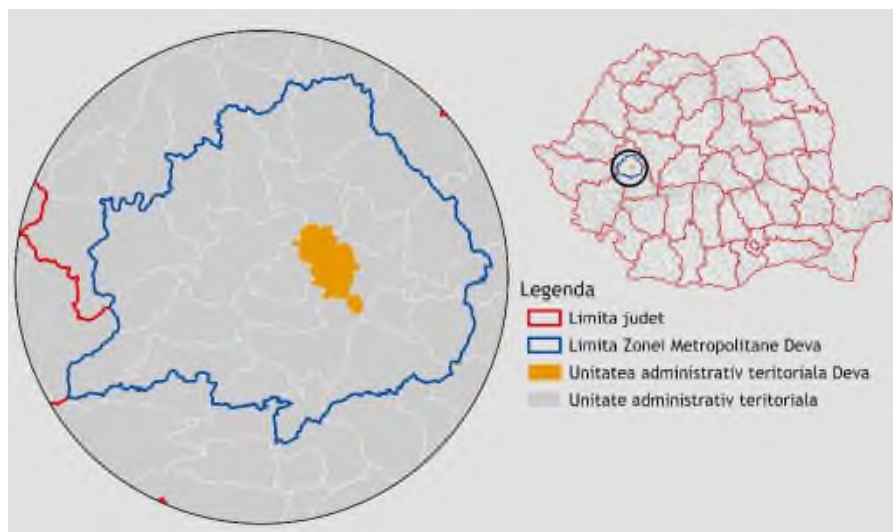 Legenda
Limita judet
Limita Zonei Metropolitane Deva
Unitatea administrativ teritoriala Deva
Unitate administrativ teritoriala